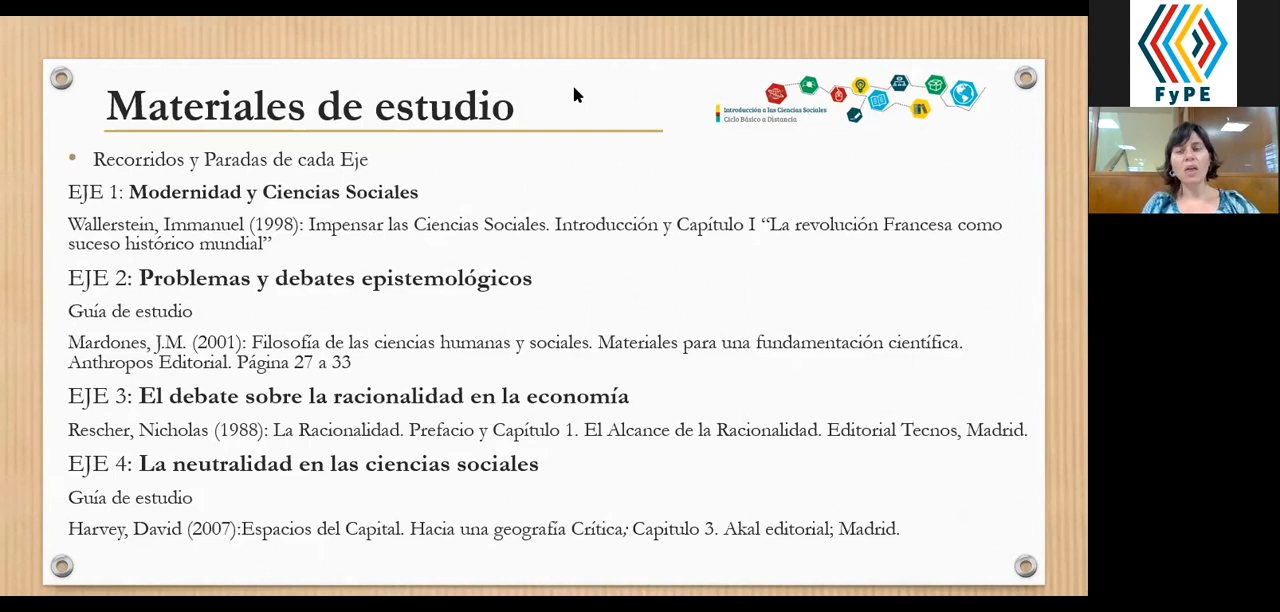 Materiales de estudio
Introducción a las Ciencias Sociales
Ciclo Básico a Distancia
FyPE
Recorridos y Paradas de cada Eje
EJE 1: Modernidad y Ciencias Sociales
Wallerstein, Immanuel (1998): Impensar las Ciencias Sociales. Introducción y Capítulo I “La revolución Francesa como
suceso histórico mundial”
EJE 2: Problemas y debates epistemológicos
Guía de estudio
Mardones, J.M. (2001): Filosofía de las ciencias humanas y sociales. Materiales para una fundamentación científica.
Anthropos Editorial. Página 27 a 33
EJE 3: El debate sobre la racionalidad en la economía
Rescher, Nicholas (1988): La Racionalidad. Prefacio y Capítulo 1. El Alcance de la Racionalidad. Editorial Tecnos, Madrid.
EJE 4: La neutralidad en las ciencias sociales
Guía de estudio
Harvey, David (2007):Espacios del Capital. Hacia una geografía Crítica; Capitulo 3. Akal editorial; Madrid.